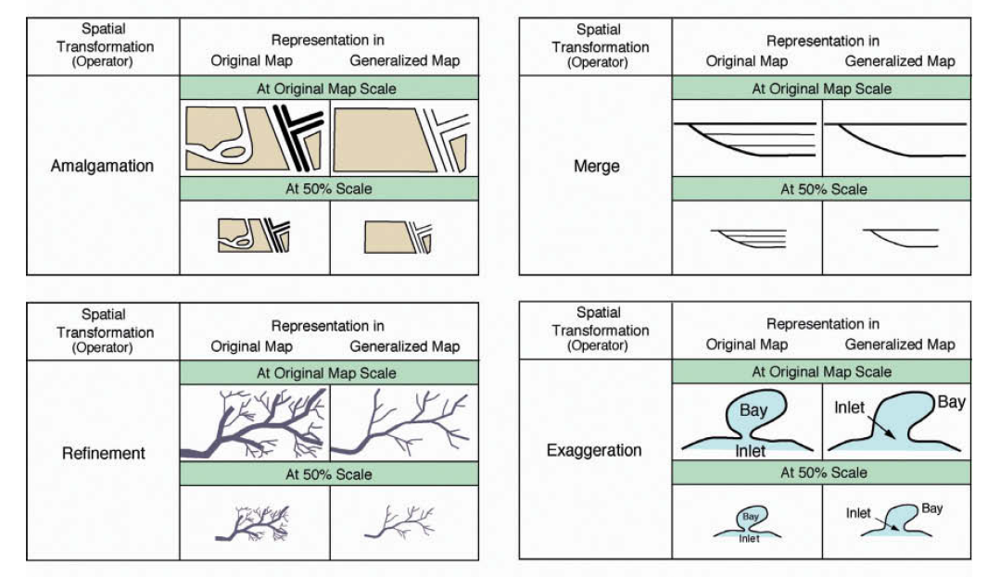 Spatial
Transformation
(Operator)
Representation in
Original Map Generalized Map
At Original Map Scale
Amalgamation
At 50% Scale
Spatial
Transformation
(Operator)
Representation in
Original Map Generalized Map
At Original Map Scale
Merge
At 50% Scale
Spatial
Transformation
(Operator)
Representation in
Original Map Generalized Map
At Original Map Scale
Refinement
At 50% Scale
Spatial
Transformation
(Operator)
Representation in
Original Map Generalized Map
At Original Map Scale
Exaggeration
Bay
Inlet
Inlet
Bay
At 50% Scale
Bay
Inlet
Inlet
Bay